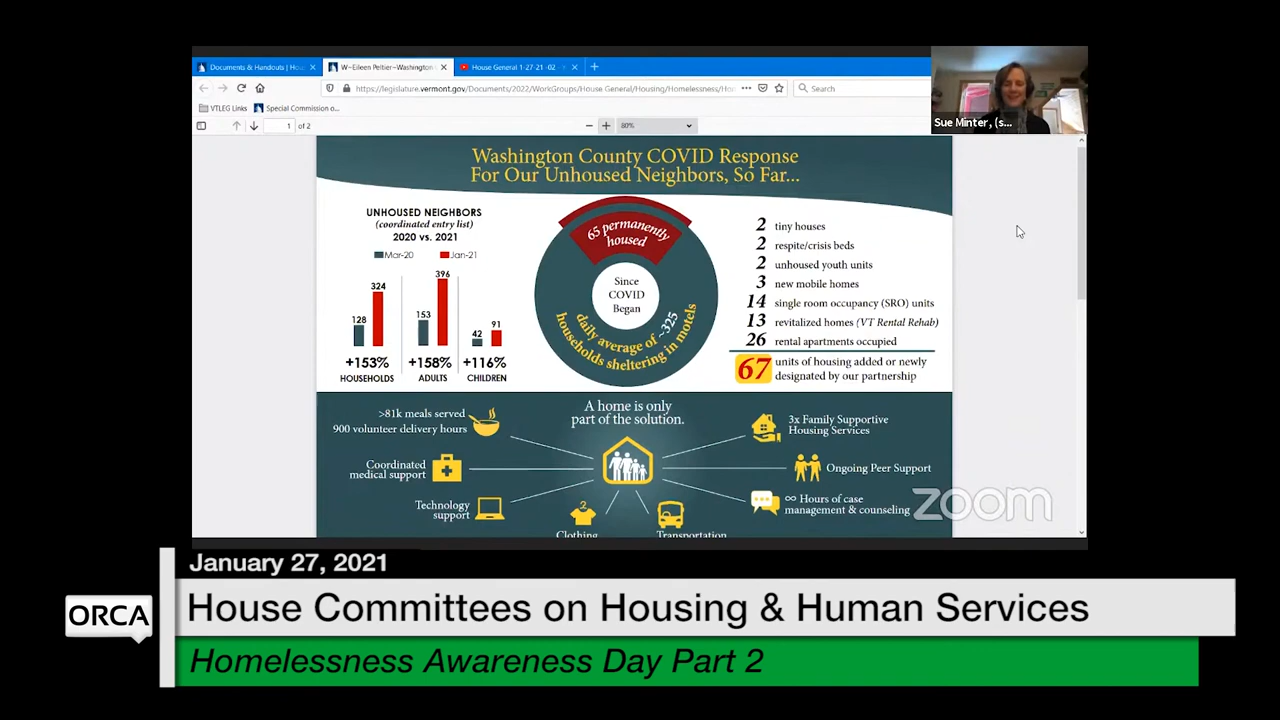 Documents & Handouts | Hou
W~Eileen Peltier~Washington
House General 1-27-21 -02 -
https://legislature.vermont.gov/Documents/2022/WorkGroups/House General/Housing/Homelessness/Ho
Search
VTLEG Links
Special Commission o...
1 of 2
80%
Sue Minter, (s...
Washington County COVID Response
For Our Unhoused Neighbors, So Far...
UNHOUSED NEIGHBORS
(coordinated entry list)
2020 vs. 2021
Mar-20 Jan-21
128 324
+153%
HOUSEHOLDS
153 396
+158%
ADULTS
42 91
+116%
CHILDREN
65 permanently
housed
Since
COVID
Began
daily average of ~325
households sheltering in motels
2 tiny houses
2 respite/crisis beds
2 unhoused youth units
3 new mobile homes
14 single room occupancy (SRO) units
13 revitalized homes (VT Rental Rehab)
26 rental apartments occupied
67 units of housing added or newly
designated by our partnership
A home is only
part of the solution.
>81k meals served
900 volunteer delivery hours
Coordinated
medical support
Technology
support
Clothing
Transportation
3x Family Supportive
Housing Services
Ongoing Peer Support
∞ Hours of case
management & counseling
zoom
January 27, 2021
ORCA
House Committees on Housing & Human Services
Homelessness Awareness Day Part 2